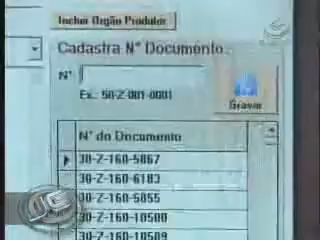 Incluir Órgão Produtor
Cadastra N° Documento
N°
Ex.: 50-Z-001-0001
Gravar
N° do Documento
30-Z-160-5867
30-Z-160-6183
30-Z-160-5855
30-Z-160-10500
30-Z-160-10509